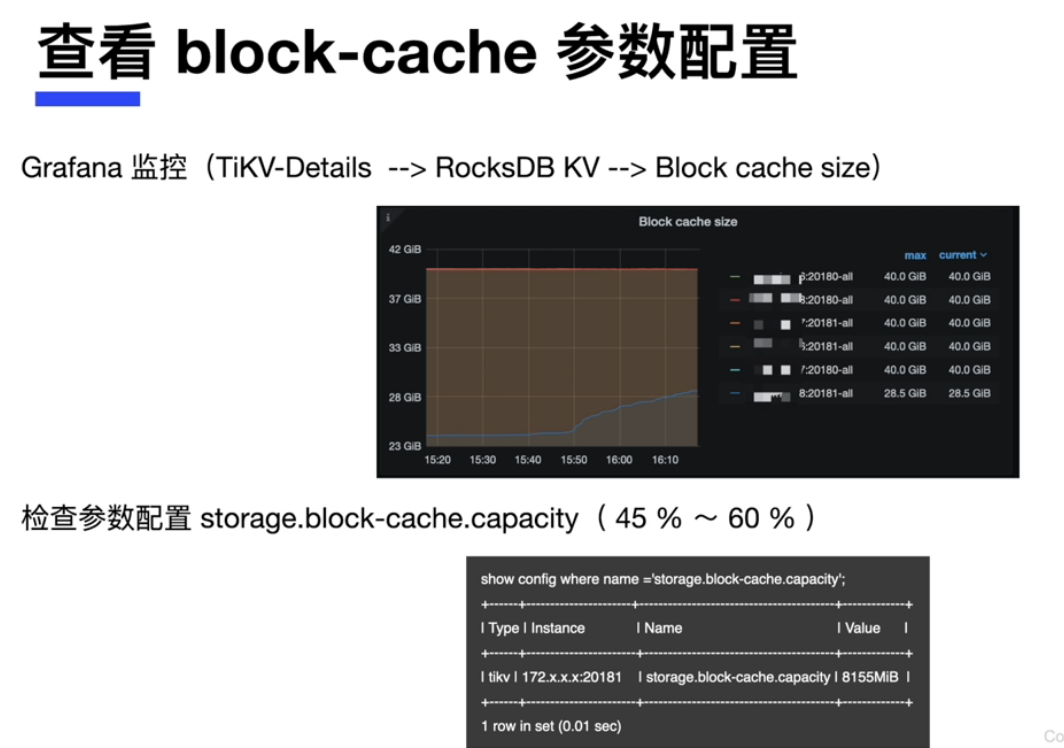 查看 block-cache 参数配置
Grafana 监控（TiKV-Details --> RocksDB KV --> Block cache size）
Block cache size
max current
42 GiB
37 GiB
33 GiB
28 GiB
23 GiB
15:20 15:30 15:40 15:50 16:00 16:10
:20180-all 40.0 GiB 40.0 GiB
8:20180-all 40.0 GiB 40.0 GiB
7:20181-all 40.0 GiB 40.0 GiB
:20181-all 40.0 GiB 40.0 GiB
7:20180-all 40.0 GiB 40.0 GiB
8:20181-all 28.5 GiB 28.5 GiB
检查参数配置 storage.block-cache.capacity（ 45 % ～ 60 % ）
show config where name ='storage.block-cache.capacity';
+------+---------------------+-------------------------------------+------------+
| Type | Instance | Name | Value |
+------+---------------------+-------------------------------------+------------+
| tikv | 172.x.x.x:20181 | storage.block-cache.capacity | 8155MiB |
+------+---------------------+-------------------------------------+------------+
1 row in set (0.01 sec)